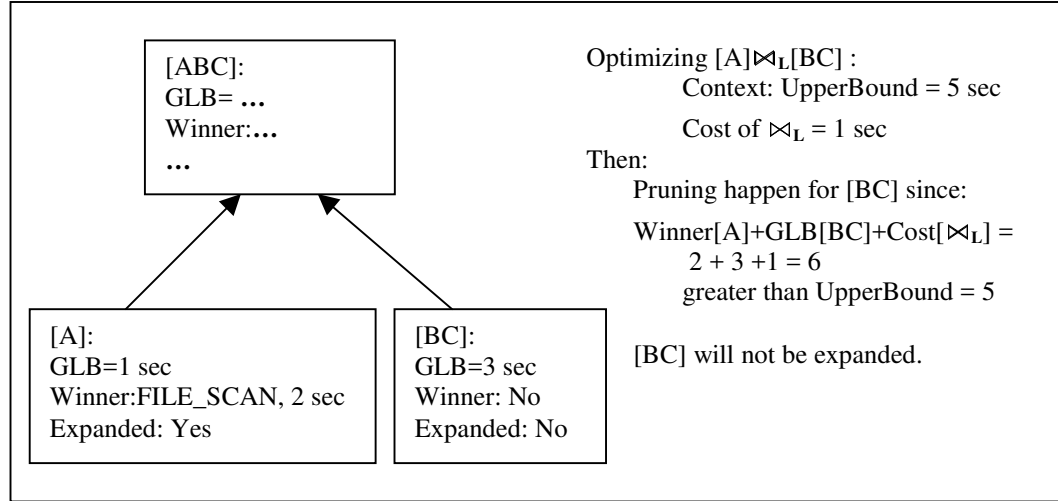 [ABC]:
GLB= ...
Winner:...
...
[A]:
GLB=1 sec
Winner:FILE_SCAN, 2 sec
Expanded: Yes
[BC]:
GLB=3 sec
Winner: No
Expanded: No
Optimizing [A]⋈L[BC] :
Context: UpperBound = 5 sec
Cost of ⋈L = 1 sec
Then:
Pruning happen for [BC] since:
Winner[A]+GLB[BC]+Cost[⋈L] =
2 + 3 +1 = 6
greater than UpperBound = 5
[BC] will not be expanded.